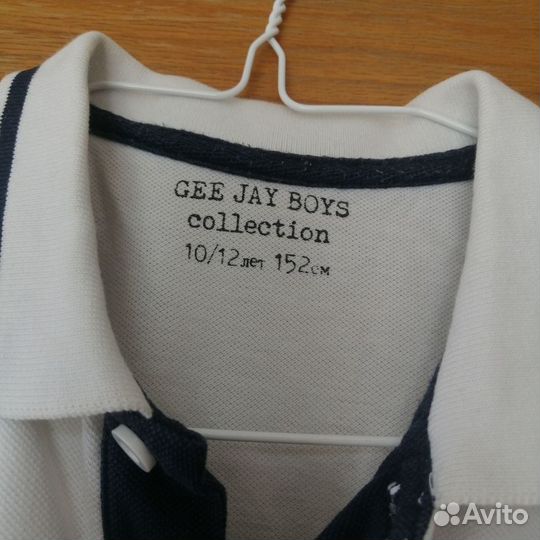 GEE JAY BOYS
collection
10/12лет 152см
Avito